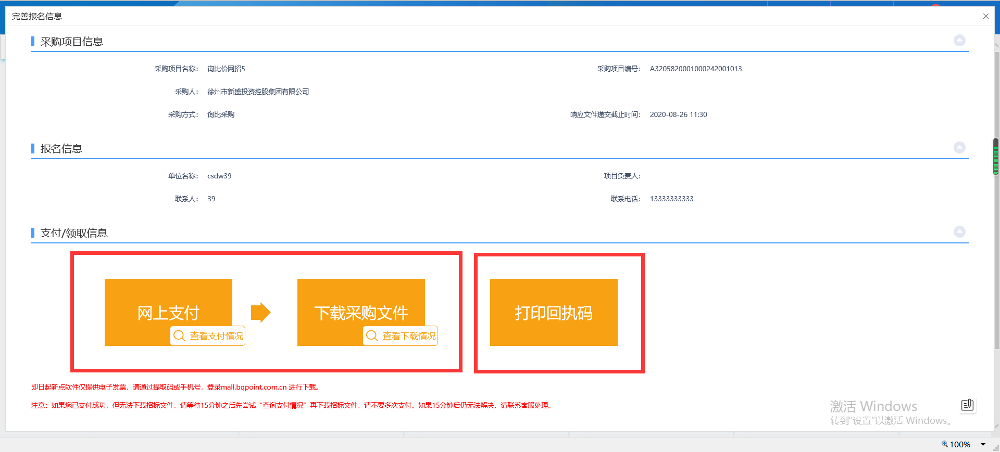 完善报名信息
采购项目信息
采购项目名称： 询比价网招5 采购项目编号： A3205820001000242001013
采购人： 徐州市新盛投资控股集团有限公司
采购方式： 询比采购 响应文件递交截止时间： 2020-08-26 11:30
报名信息
单位名称： csdw39 项目负责人：
联系人： 39 联系电话： 13333333333
支付/领取信息
网上支付
查看支付情况
下载采购文件
查看下载情况
打印回执码
即日起新点软件仅提供电子发票，请通过提取码或手机号，登录mall.bqpoint.com.cn 进行下载。
注意：如果您已支付成功，但无法下载招标文件，请等待15分钟之后先尝试“查询支付情况”再下载招标文件，请不要多次支付。如果15分钟后仍无法解决，请联系客服处理。
激活 Windows
转到“设置”以激活 Windows。
100%